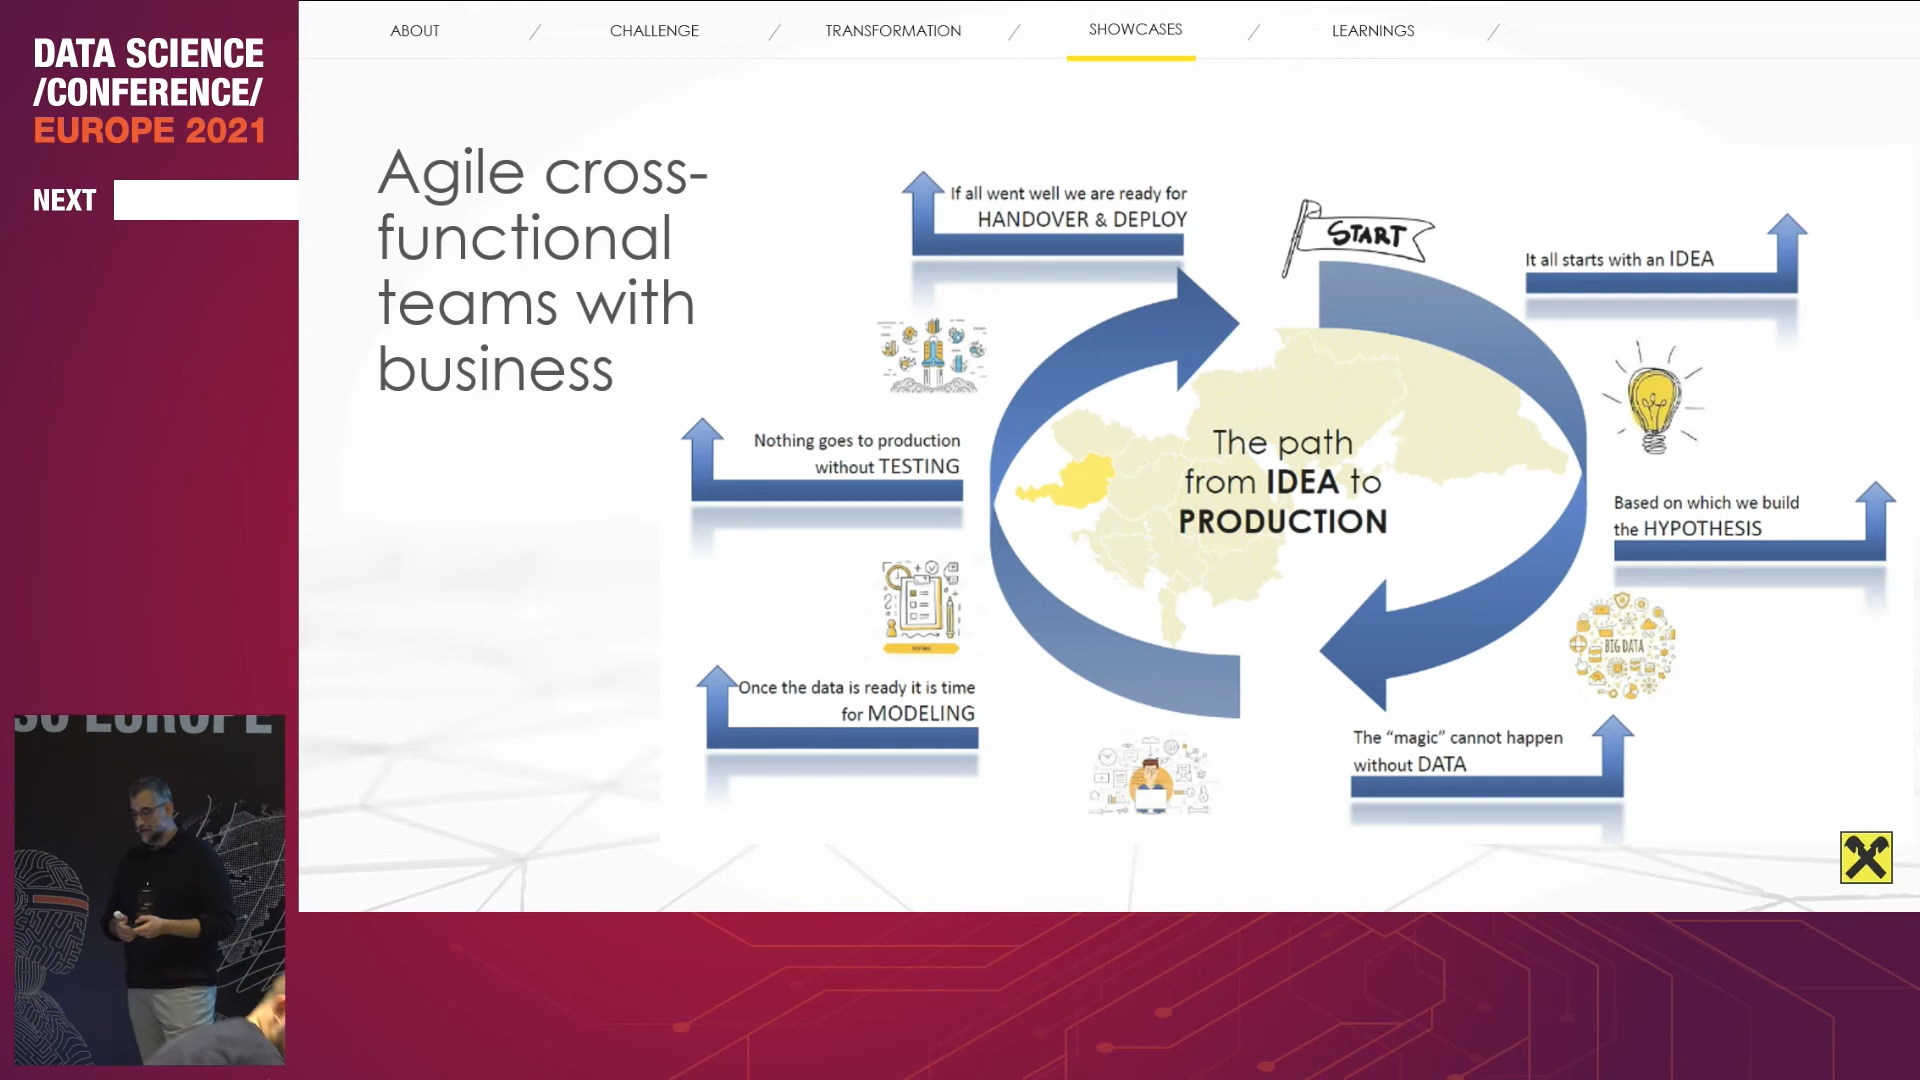 DATA SCIENCE
/CONFERENCE/
EUROPE 2021
NEXT
ABOUT / CHALLENGE / TRANSFORMATION / SHOWCASES / LEARNINGS /
Agile cross-
functional
teams with
business
START
It all starts with an IDEA
Based on which we build
the HYPOTHESIS
BIG DATA
The "magic" cannot happen
without DATA
Once the data is ready it is time
for MODELING
Nothing goes to production
without TESTING
If all went well we are ready for
HANDOVER & DEPLOY
The path
from IDEA to
PRODUCTION
EUROPE